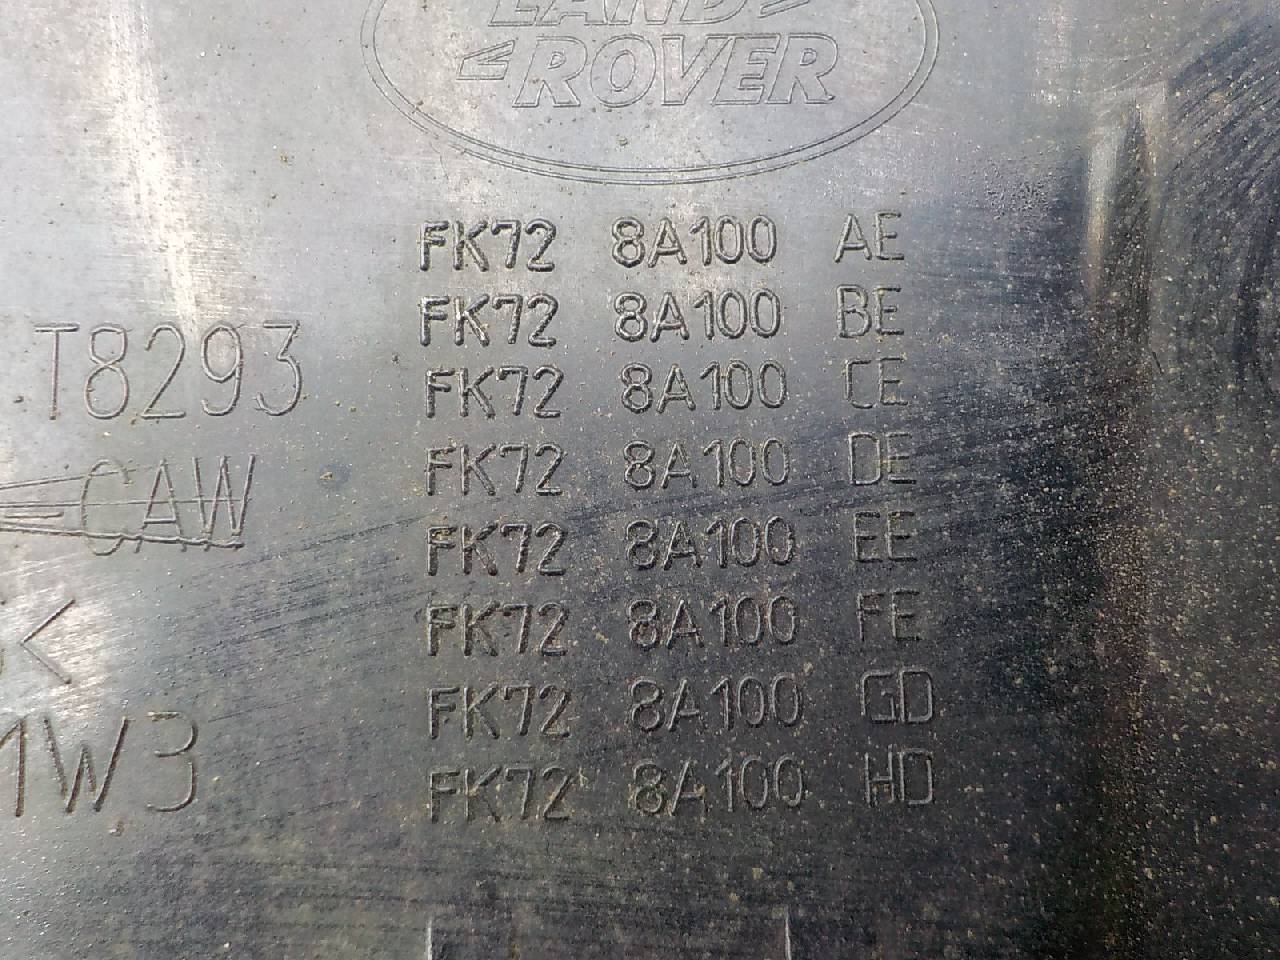 LAND
ROVER
FK72 8A100 AE
FK72 8A100 BE
T8293
FK72 8A100 CE
FK72 8A100 DE
CAW
FK72 8A100 EE
FK72 8A100 FE
FK72 8A100 GD
W3
FK72 8A100 HD